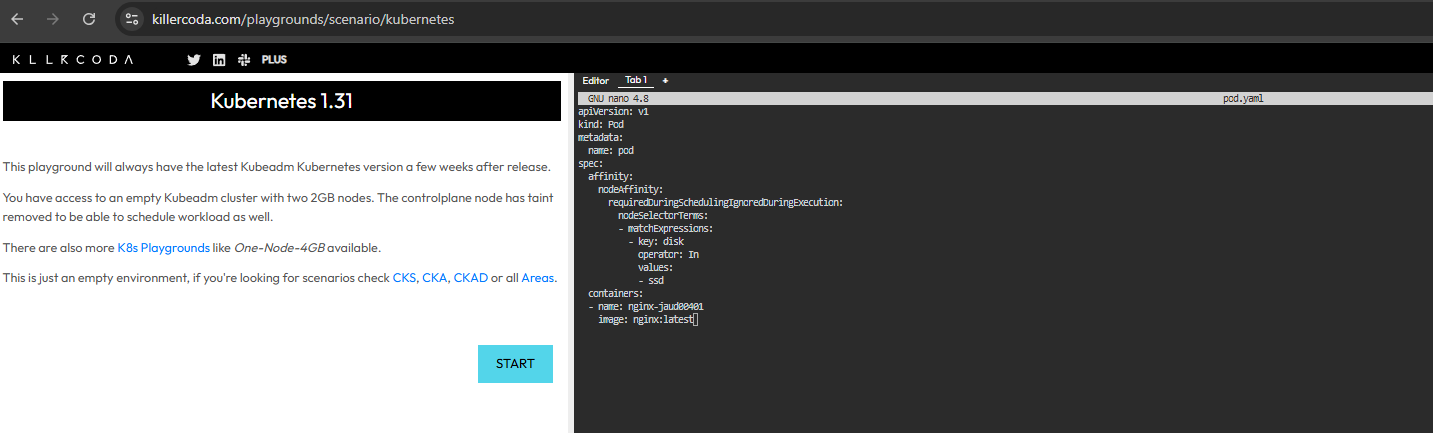 killercoda.com/playgrounds/scenario/kubernetes
KLLRCODA PLUS
Editor Tab 1 +
Kubernetes 1.31
This playground will always have the latest Kubeadm Kubernetes version a few weeks after release.
You have access to an empty Kubeadm cluster with two 2GB nodes. The controlplane node has taint
removed to be able to schedule workload as well.
There are also more K8s Playgrounds like One-Node-4GB available.
This is just an empty environment, if you're looking for scenarios check CKS, CKA, CKAD or all Areas.
START
GNU nano 4.8 pod.yaml
apiVersion: v1
kind: Pod
metadata:
  name: pod
spec:
  affinity:
    nodeAffinity:
      requiredDuringSchedulingIgnoredDuringExecution:
        nodeSelectorTerms:
        - matchExpressions:
          - key: disk
            operator: In
            values:
            - ssd
  containers:
  - name: nginx-jaud00401
    image: nginx:latest